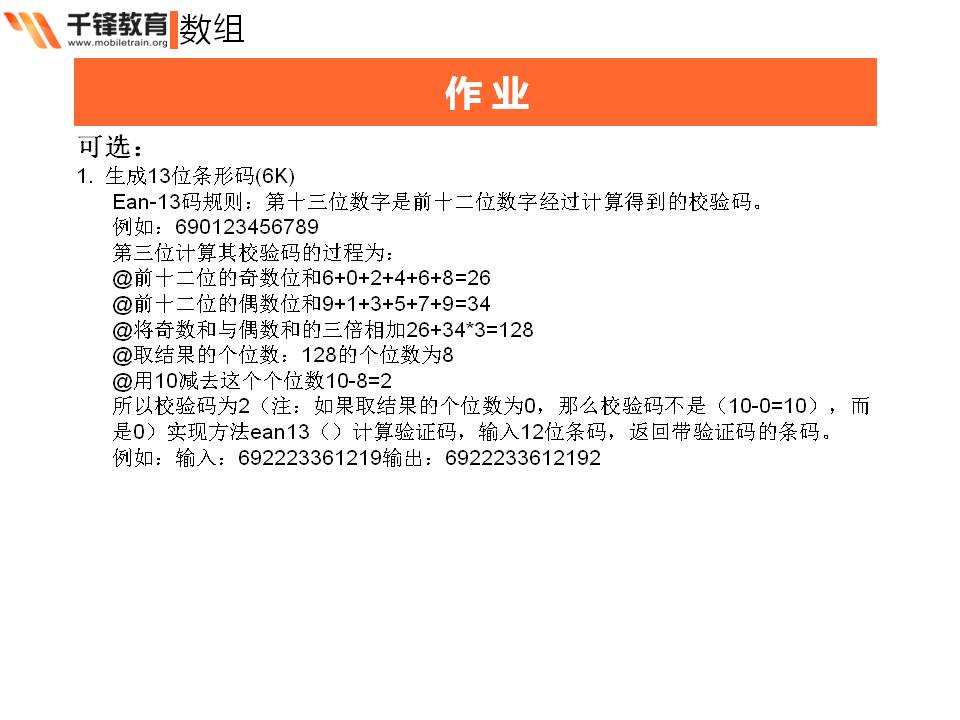 千锋教育 数组
www.mobiletrain.org
作 业
可选：
1. 生成13位条形码(6K)
Ean-13码规则：第十三位数字是前十二位数字经过计算得到的校验码。
例如：690123456789
第三位计算其校验码的过程为：
@前十二位的奇数位和6+0+2+4+6+8=26
@前十二位的偶数位和9+1+3+5+7+9=34
@将奇数和与偶数和的三倍相加26+34*3=128
@取结果的个位数：128的个位数为8
@用10减去这个个位数10-8=2
所以校验码为2（注：如果取结果的个位数为0，那么校验码不是（10-0=10），而
是0）实现方法ean13（）计算验证码，输入12位条码，返回带验证码的条码。
例如：输入：692223361219输出：6922233612192